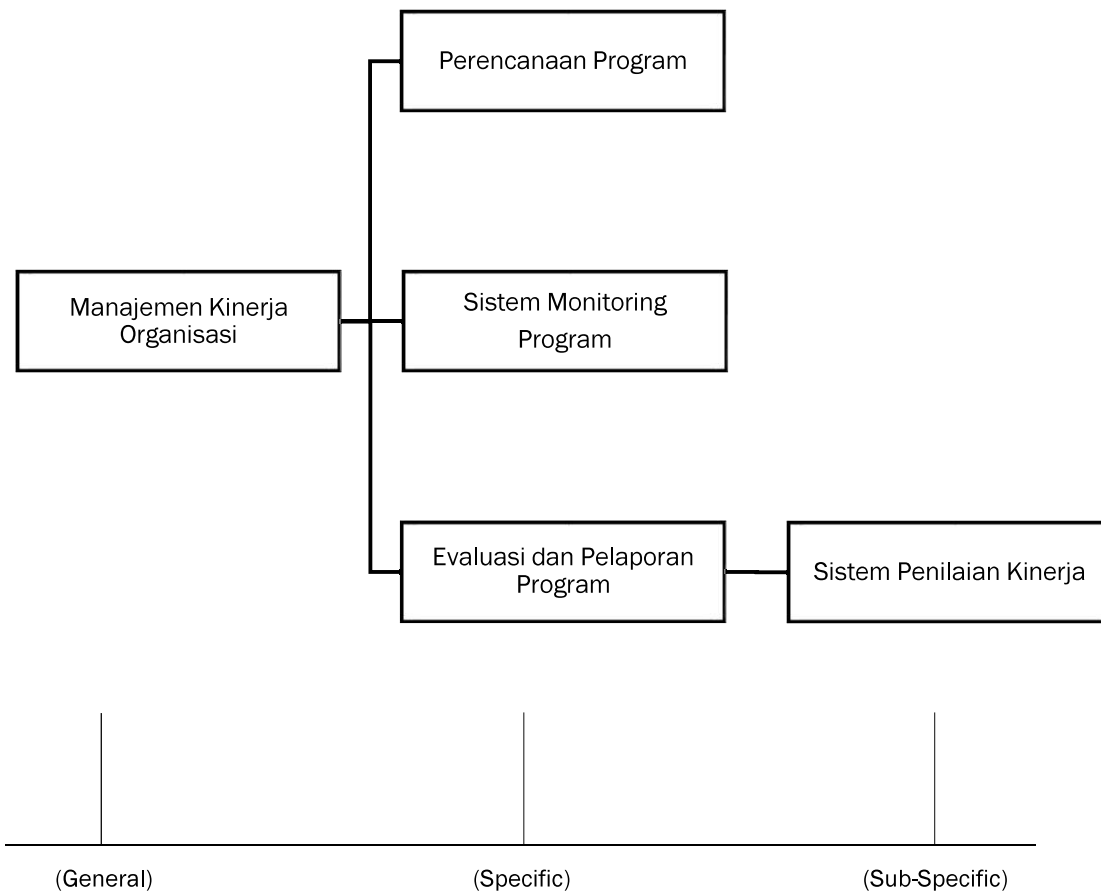 Perencanaan Program
Manajemen Kinerja
Organisasi
Sistem Monitoring
Program
Evaluasi dan Pelaporan
Program
Sistem Penilaian Kinerja
(General)
(Specific)
(Sub-Specific)